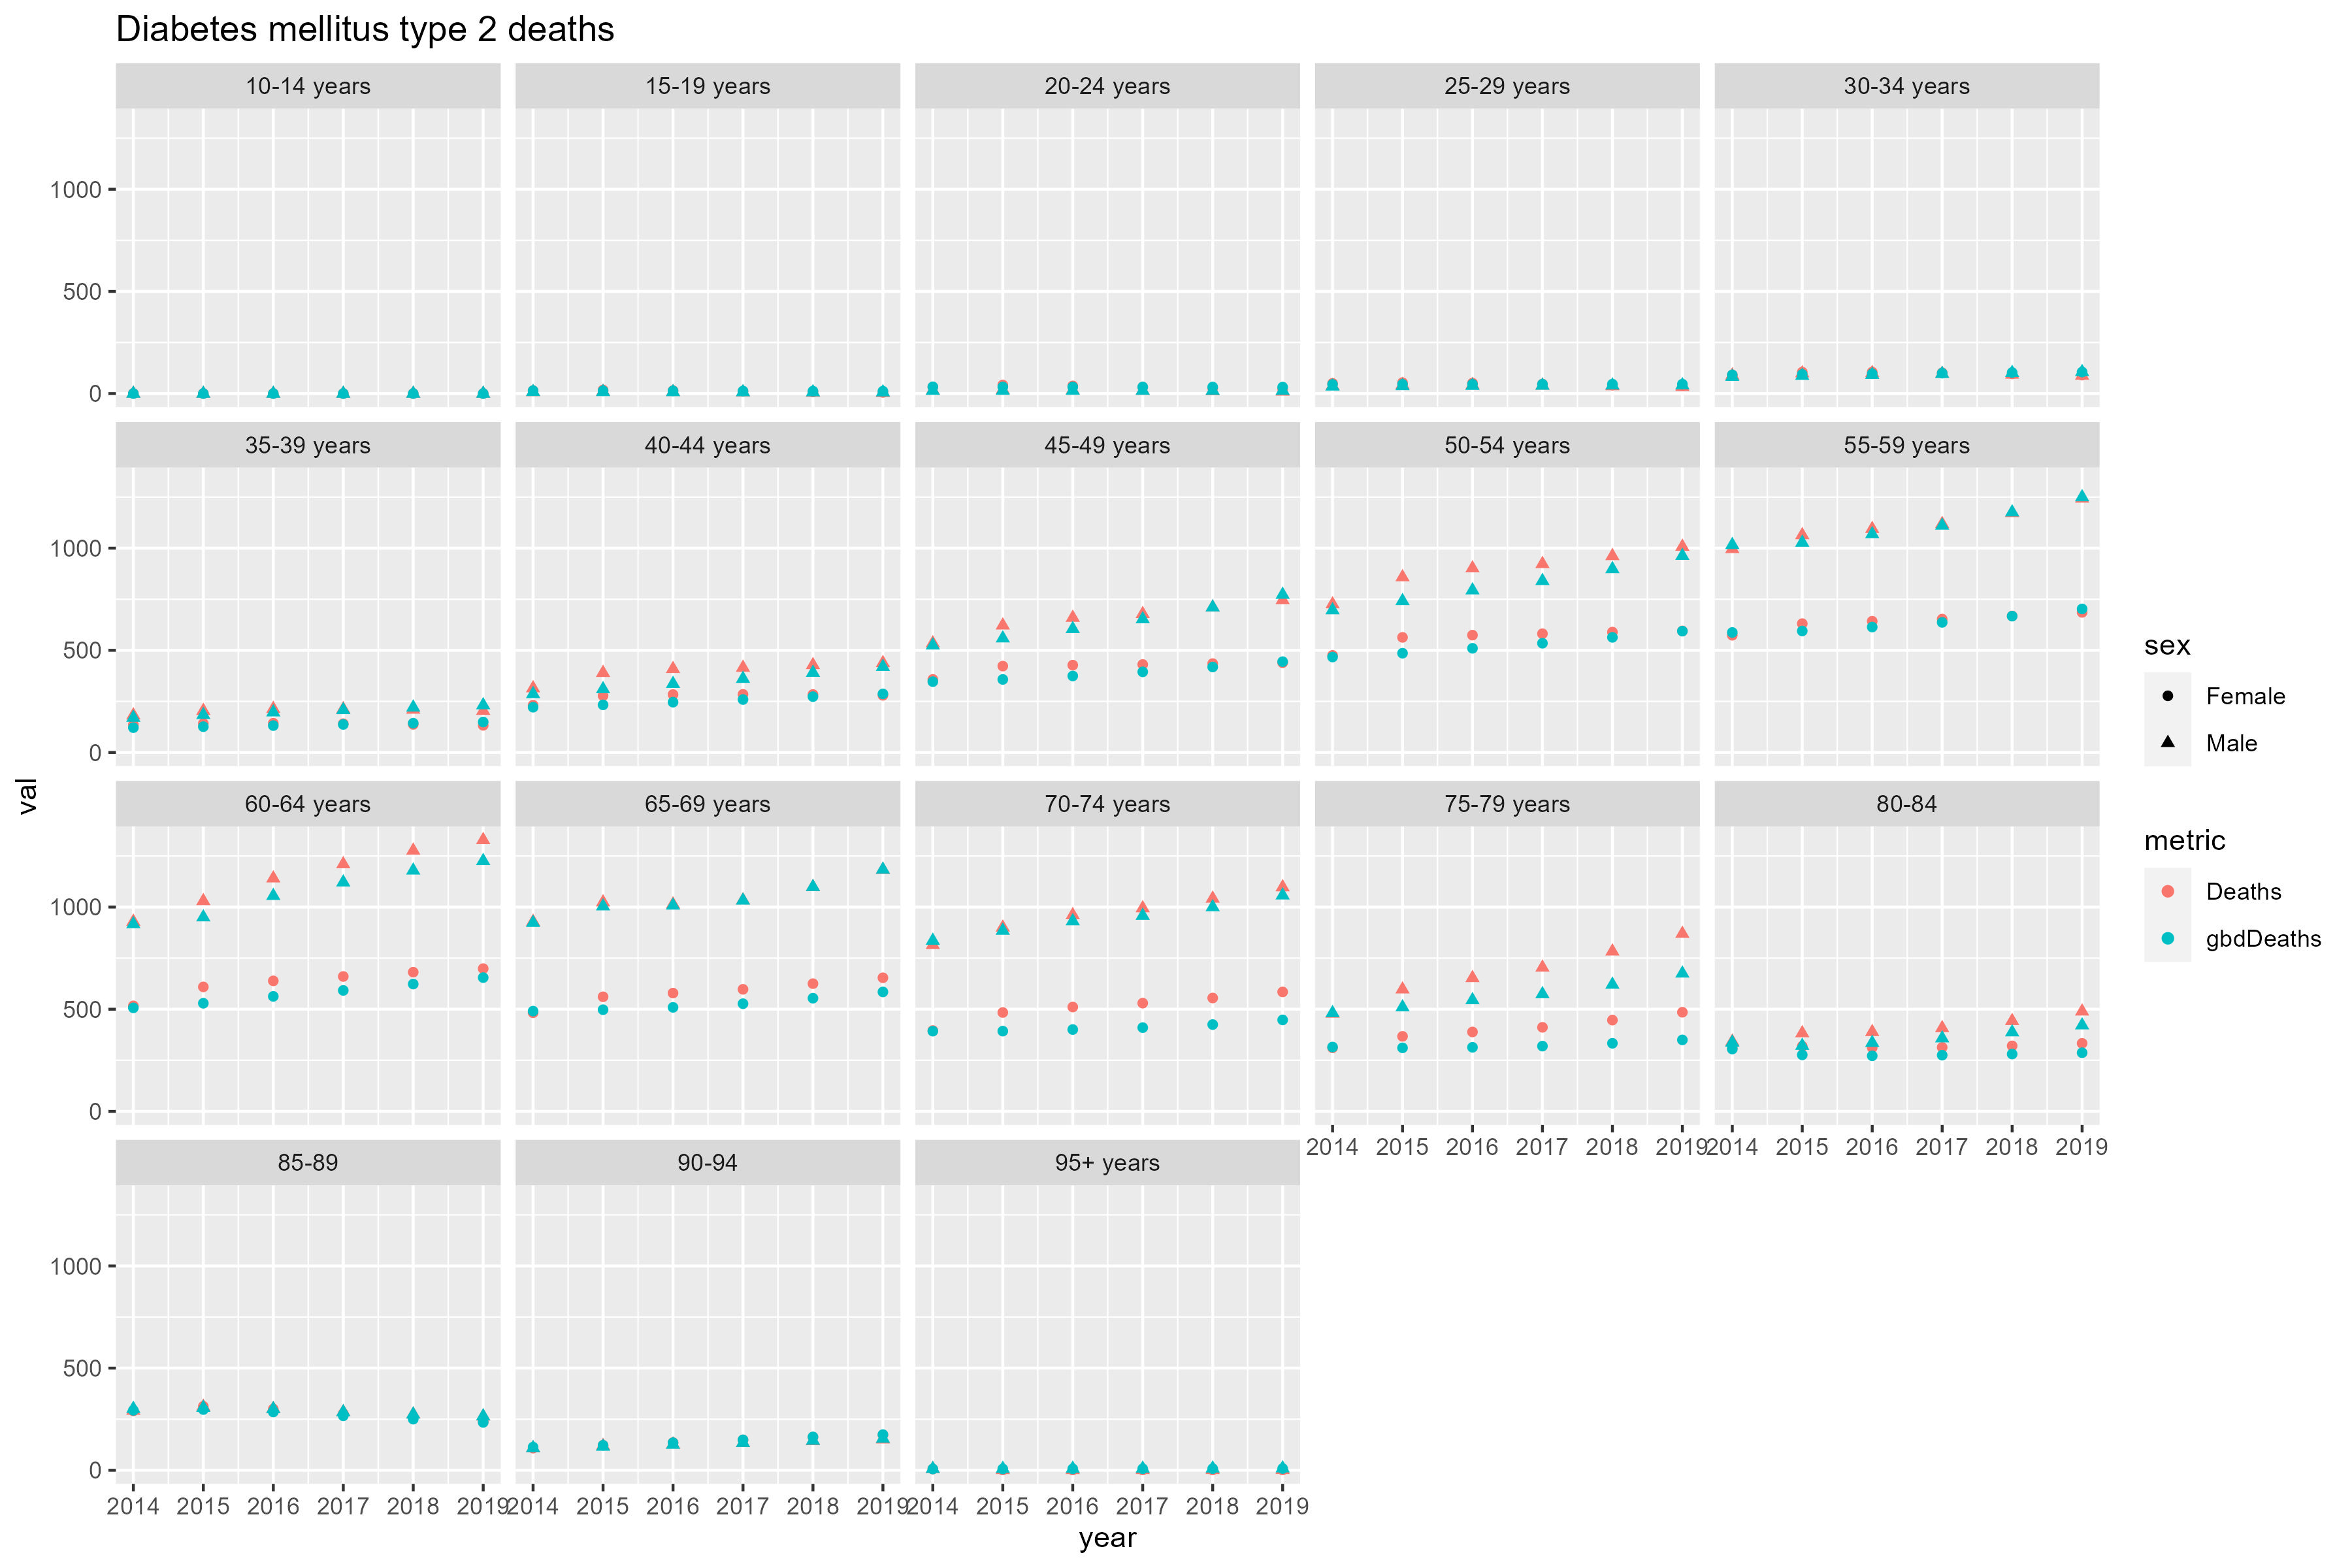 Diabetes mellitus type 2 deaths
10-14 years 15-19 years 20-24 years 25-29 years 30-34 years
1000
500
0
35-39 years 40-44 years 45-49 years 50-54 years 55-59 years
1000
500
0
sex
Female
Male
val
60-64 years 65-69 years 70-74 years 75-79 years 80-84
1000
500
0
metric
Deaths
gbdDeaths
2014 2015 2016 2017 2018 2019 2014 2015 2016 2017 2018 2019
85-89 90-94 95+ years
1000
500
0
2014 2015 2016 2017 2018 2019 2014 2015 2016 2017 2018 2019 2014 2015 2016 2017 2018 2019
year